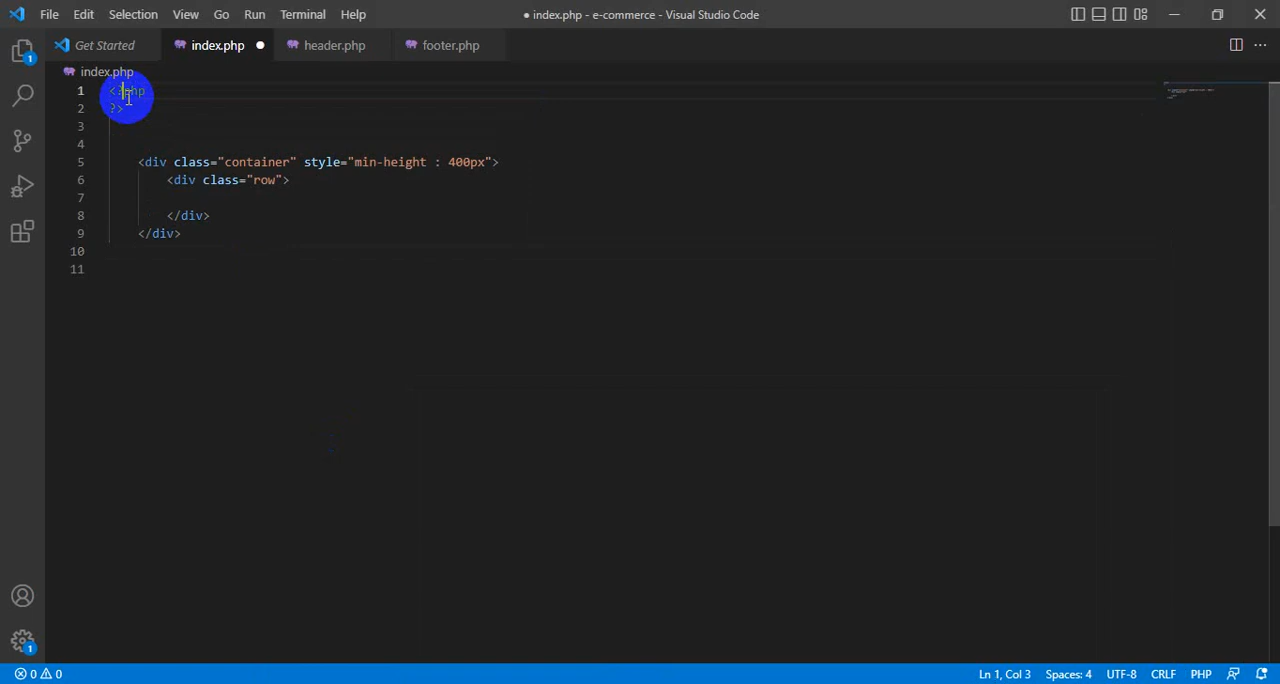 File Edit Selection View Go Run Terminal Help
● index.php - e-commerce - Visual Studio Code
Get Started index.php header.php footer.php
index.php
1 <?php
2 ?>
3
4
5 <div class="container" style="min-height : 400px">
6 <div class="row">
7
8 </div>
9 </div>
10
11
1
1
0 0 Ln 1, Col 3 Spaces: 4 UTF-8 CRLF PHP